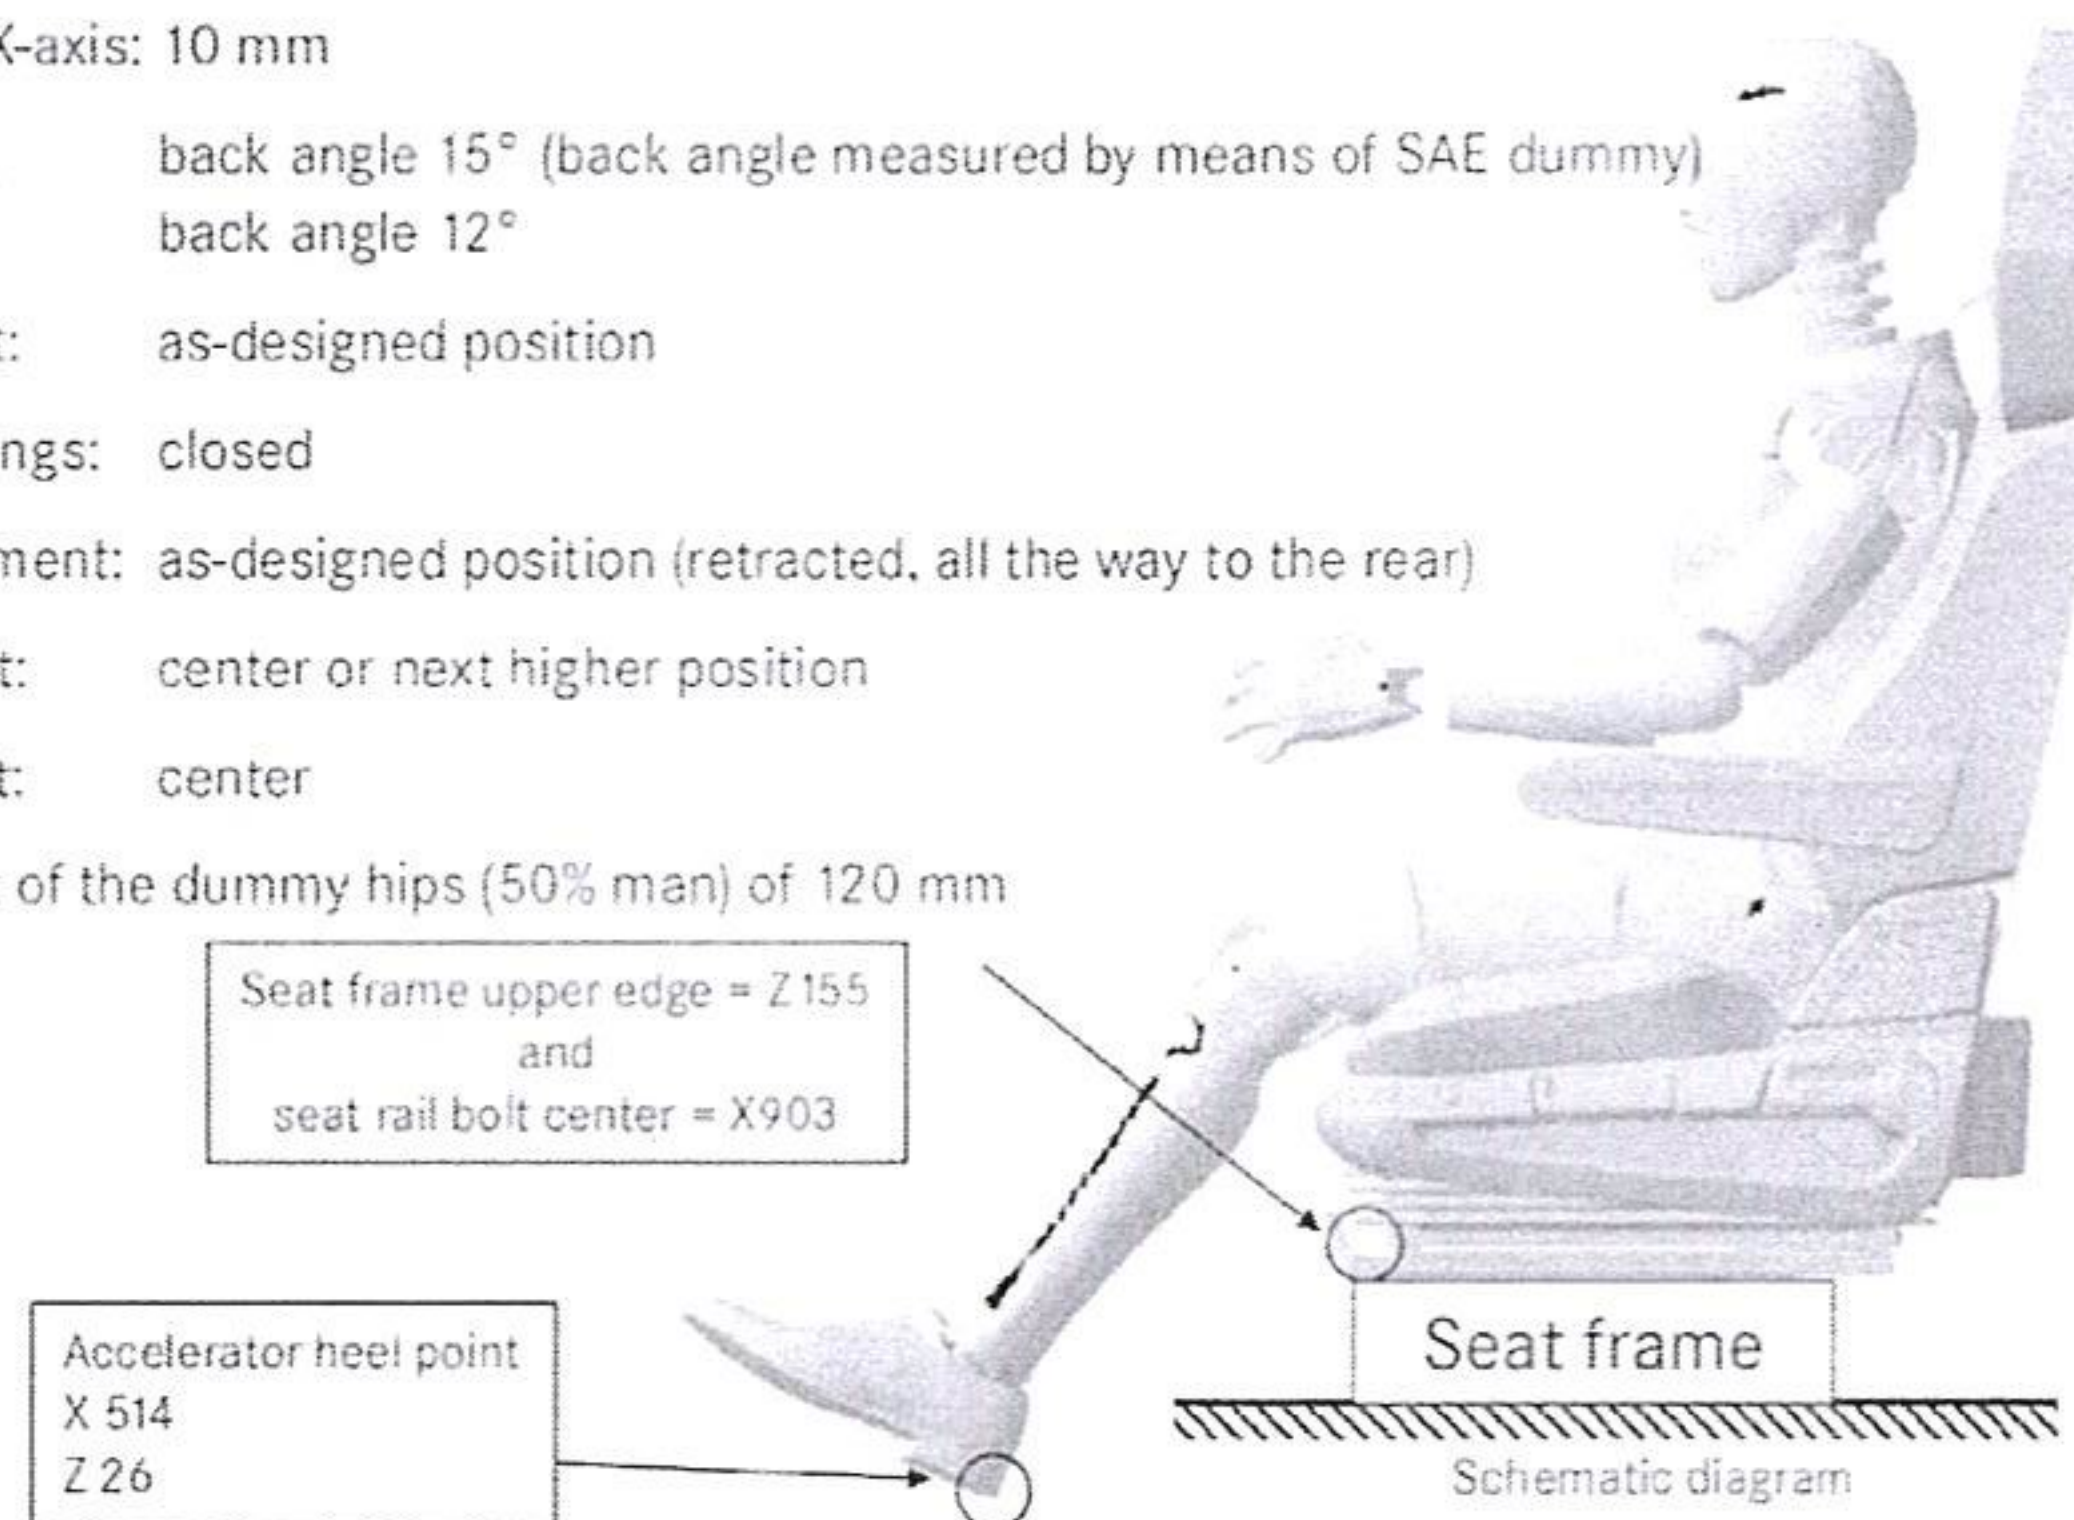 X-axis: 10 mm
back angle 15° (back angle measured by means of SAE dummy)
back angle 12°
t: as-designed position
ngs: closed
ment: as-designed position (retracted, all the way to the rear)
t: center or next higher position
t: center
of the dummy hips (50% man) of 120 mm
Seat frame upper edge = Z155
and
seat rail bolt center = X903
Accelerator heel point
X 514
Z 26
Seat frame
Schematic diagram